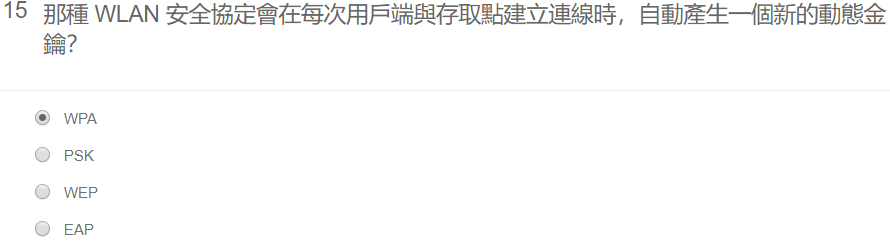 15 那種 WLAN 安全協定會在每次用戶端與存取點建立連線時，自動產生一個新的動態金
鑰?
WPA
PSK
WEP
EAP